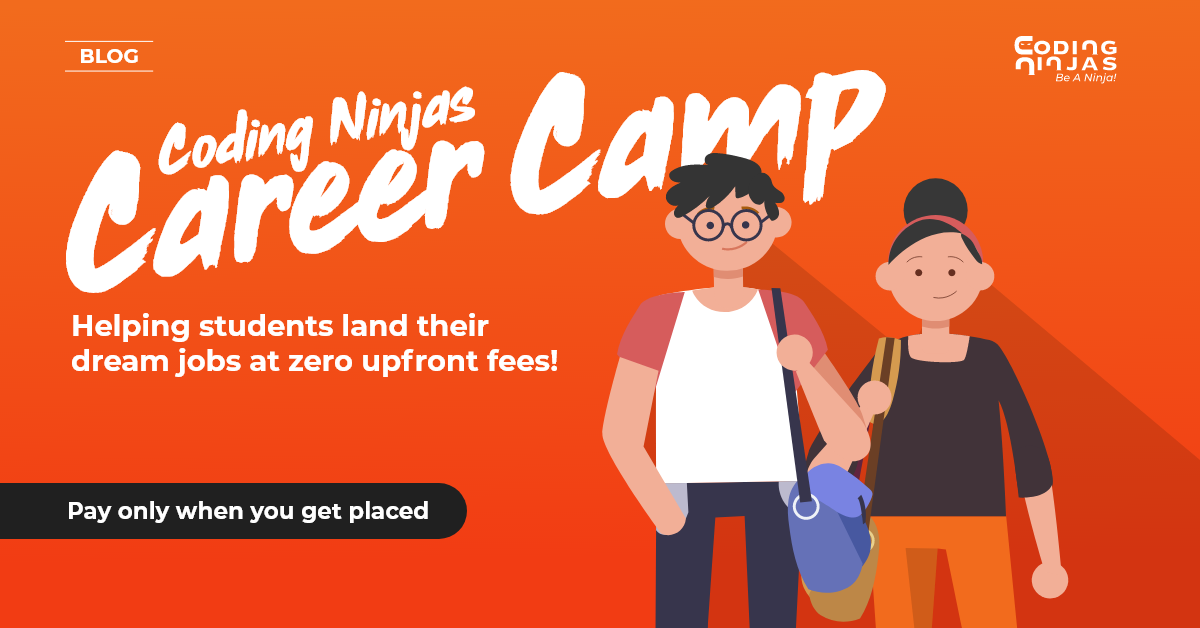 BLOG
CODING
NINJAS
Be A Ninja!
Coding Ninjas
Career Camp
Helping students land their
dream jobs at zero upfront fees!
Pay only when you get placed